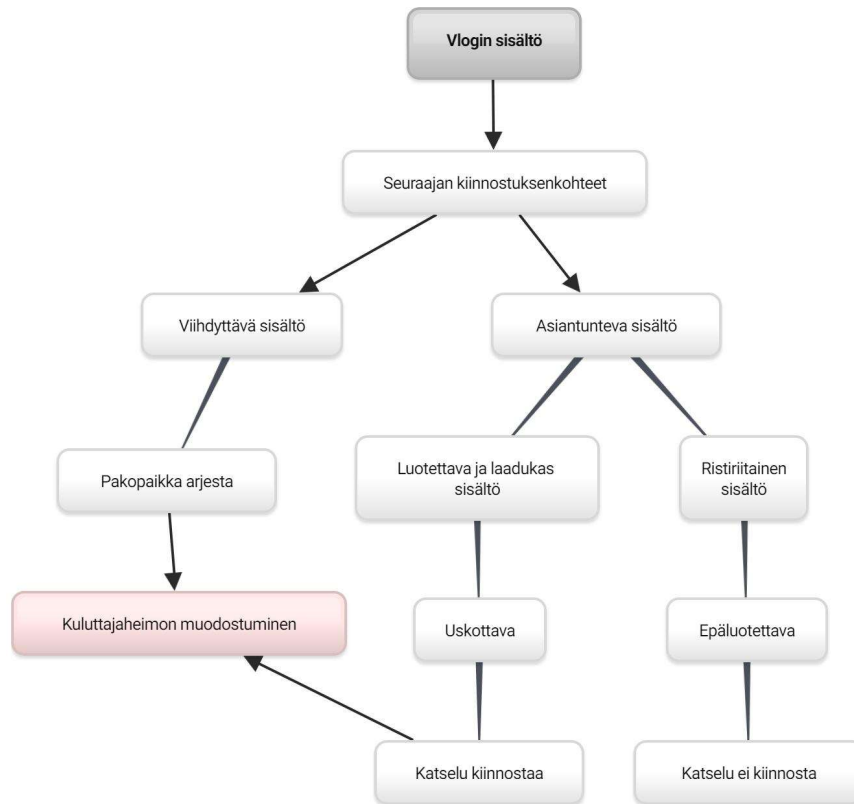 Vlogin sisältö
Seuraajan kiinnostuksenkohteet
Viihdyttävä sisältö
Asiantunteva sisältö
Pakopaikka arjesta
Luotettava ja laadukas
sisältö
Ristiriitainen
sisältö
Kuluttajaheimon muodostuminen
Uskottava
Epäluotettava
Katselu kiinnostaa
Katselu ei kiinnosta